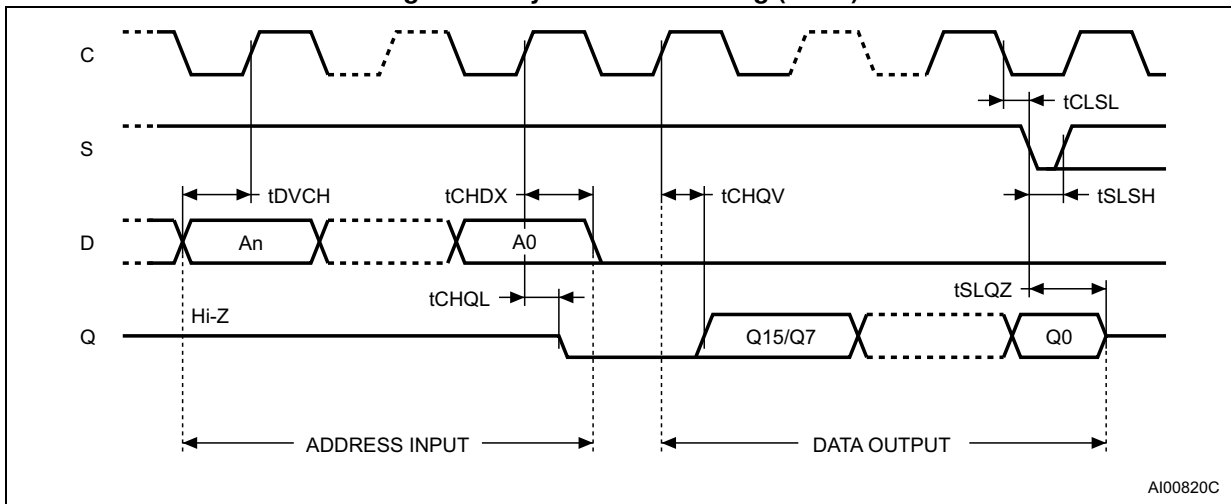 C
tCLSL
S
tDVCH
tCHDX
tCHQV
tSLSH
D
An
A0
tCHQL
tSLQZ
Hi-Z
Q
Q15/Q7
Q0
ADDRESS INPUT
DATA OUTPUT
AI00820C